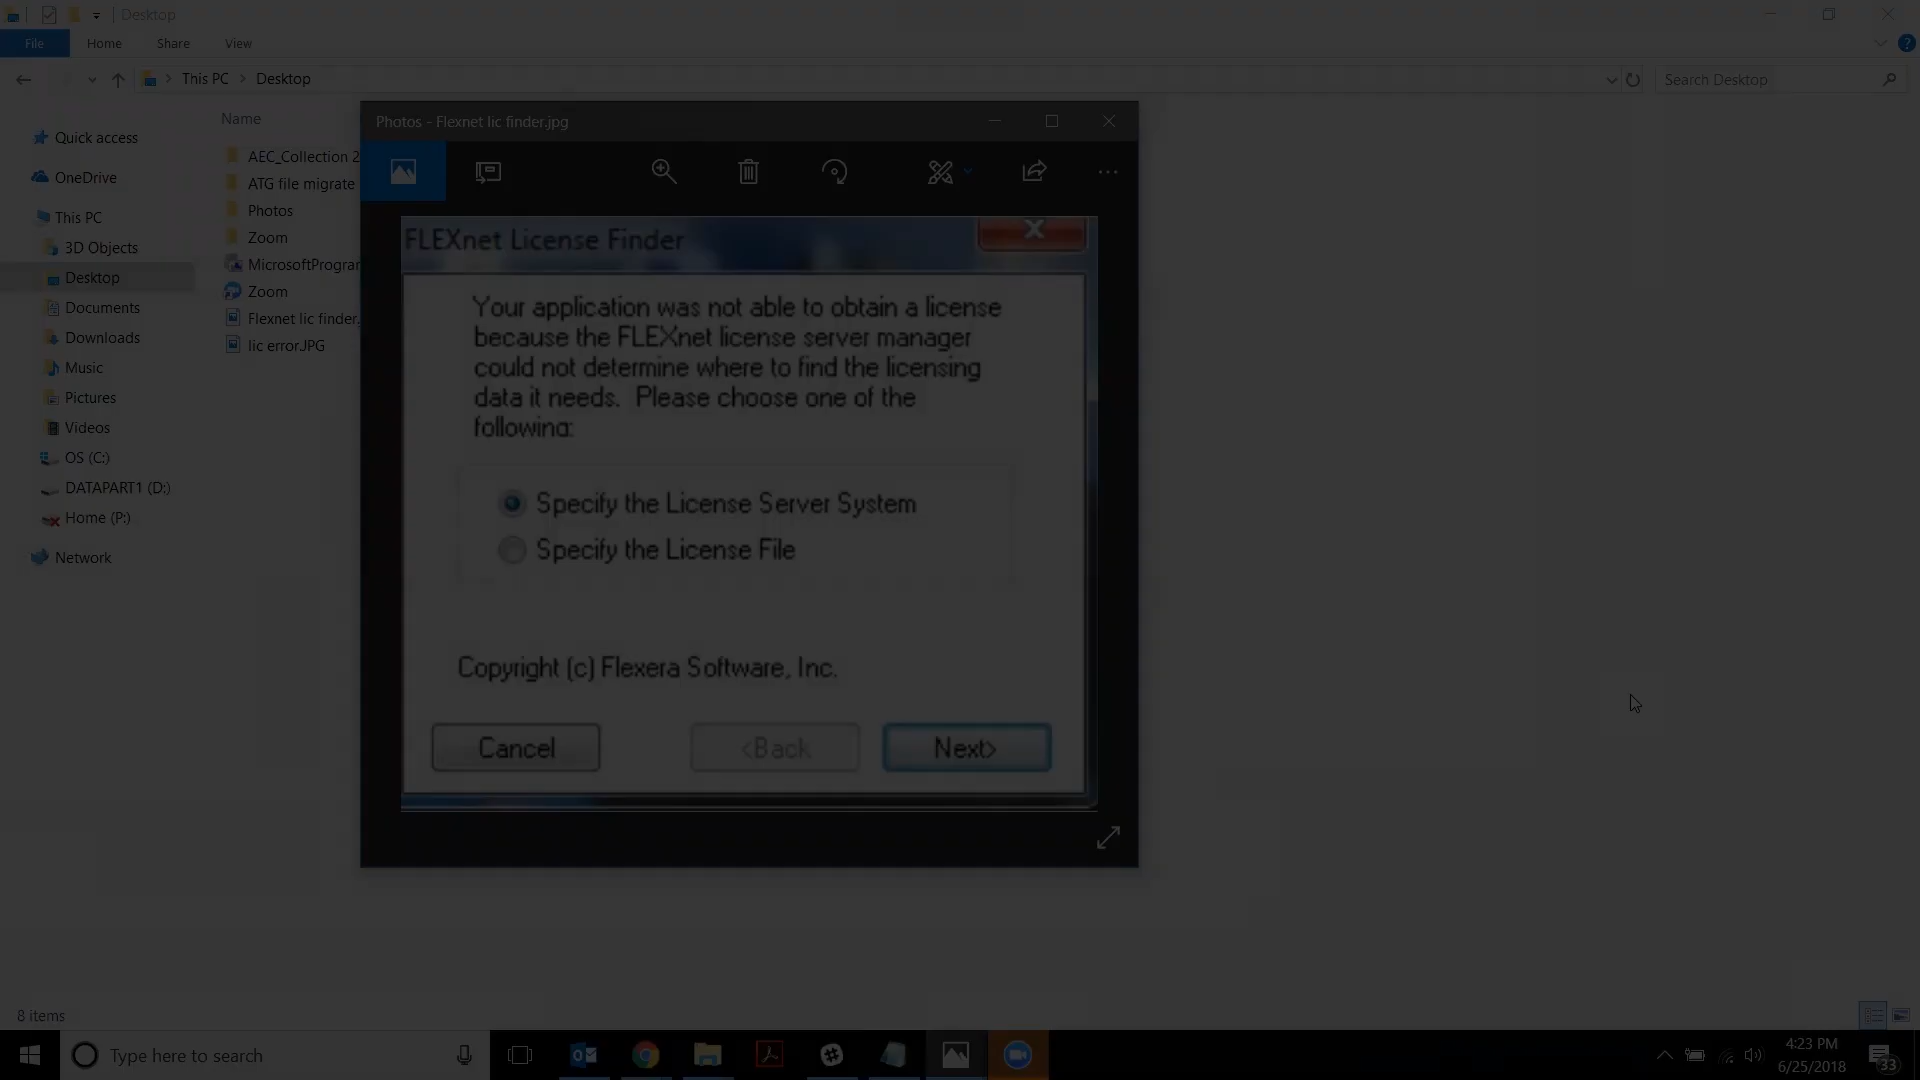 Desktop
File Home Share View
This PC Desktop
Search Desktop
Quick access
OneDrive
This PC
3D Objects
Desktop
Documents
Downloads
Music
Pictures
Videos
OS (C:)
DATAPART1 (D:)
Home (P:)
Network
Name
AEC_Collection 2
ATG file migrate
Photos
Zoom
MicrosoftPrograr
Zoom
Flexnet lic finder.
lic error.JPG
Photos - Flexnet lic finder.jpg
FLEXnet License Finder
Your application was not able to obtain a license
because the FLEXnet license server manager
could not determine where to find the licensing
data it needs. Please choose one of the
following:
Specify the License Server System
Specify the License File
Copyright (c) Flexera Software, Inc.
Cancel <Back Next>
8 items
Type here to search
4:23 PM
6/25/2018
33